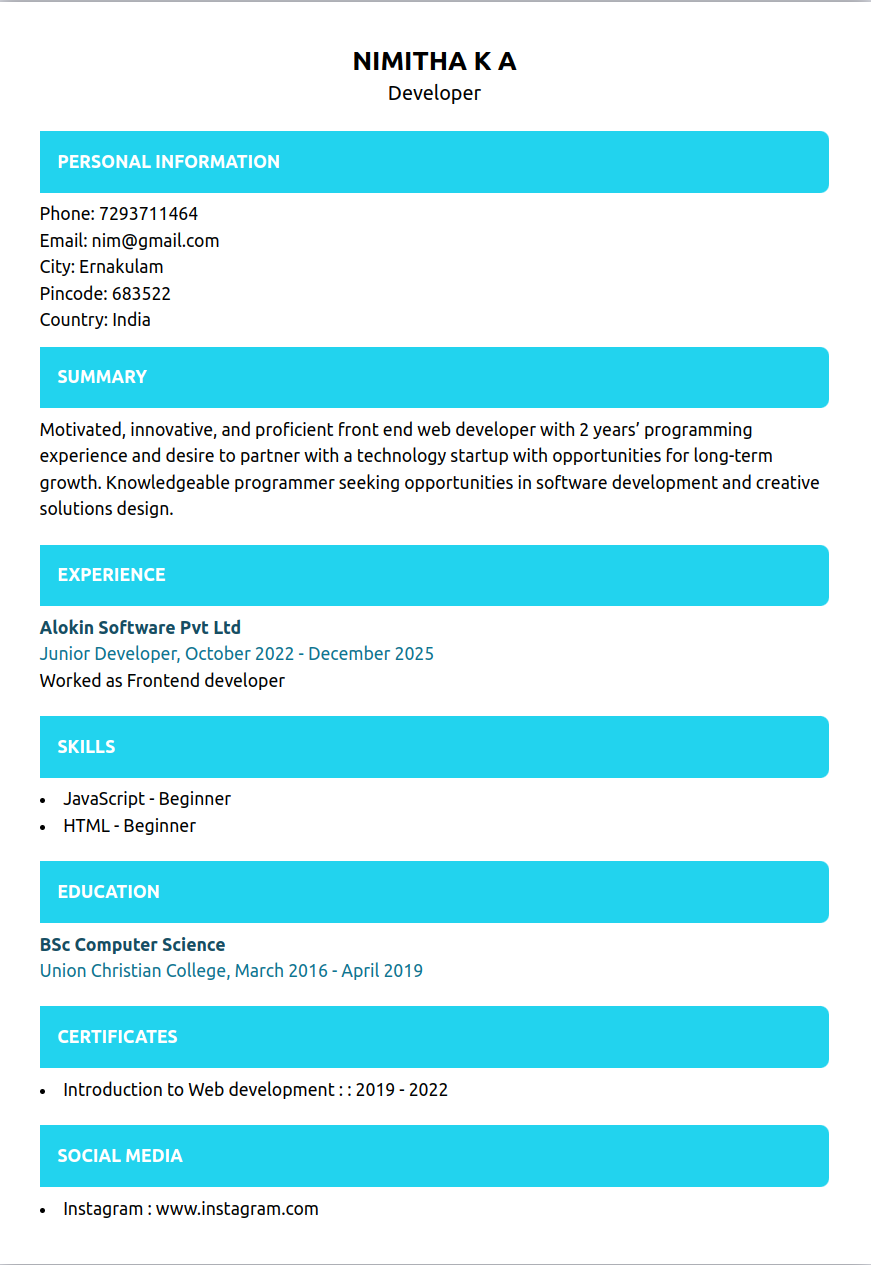 NIMITHA K A
Developer
PERSONAL INFORMATION
Phone: 7293711464
Email: nim@gmail.com
City: Ernakulam
Pincode: 683522
Country: India
SUMMARY
Motivated, innovative, and proficient front end web developer with 2 years’ programming
experience and desire to partner with a technology startup with opportunities for long-term
growth. Knowledgeable programmer seeking opportunities in software development and creative
solutions design.
EXPERIENCE
Alokin Software Pvt Ltd
Junior Developer, October 2022 - December 2025
Worked as Frontend developer
SKILLS
• JavaScript - Beginner
• HTML - Beginner
EDUCATION
BSc Computer Science
Union Christian College, March 2016 - April 2019
CERTIFICATES
• Introduction to Web development : : 2019 - 2022
SOCIAL MEDIA
• Instagram : www.instagram.com